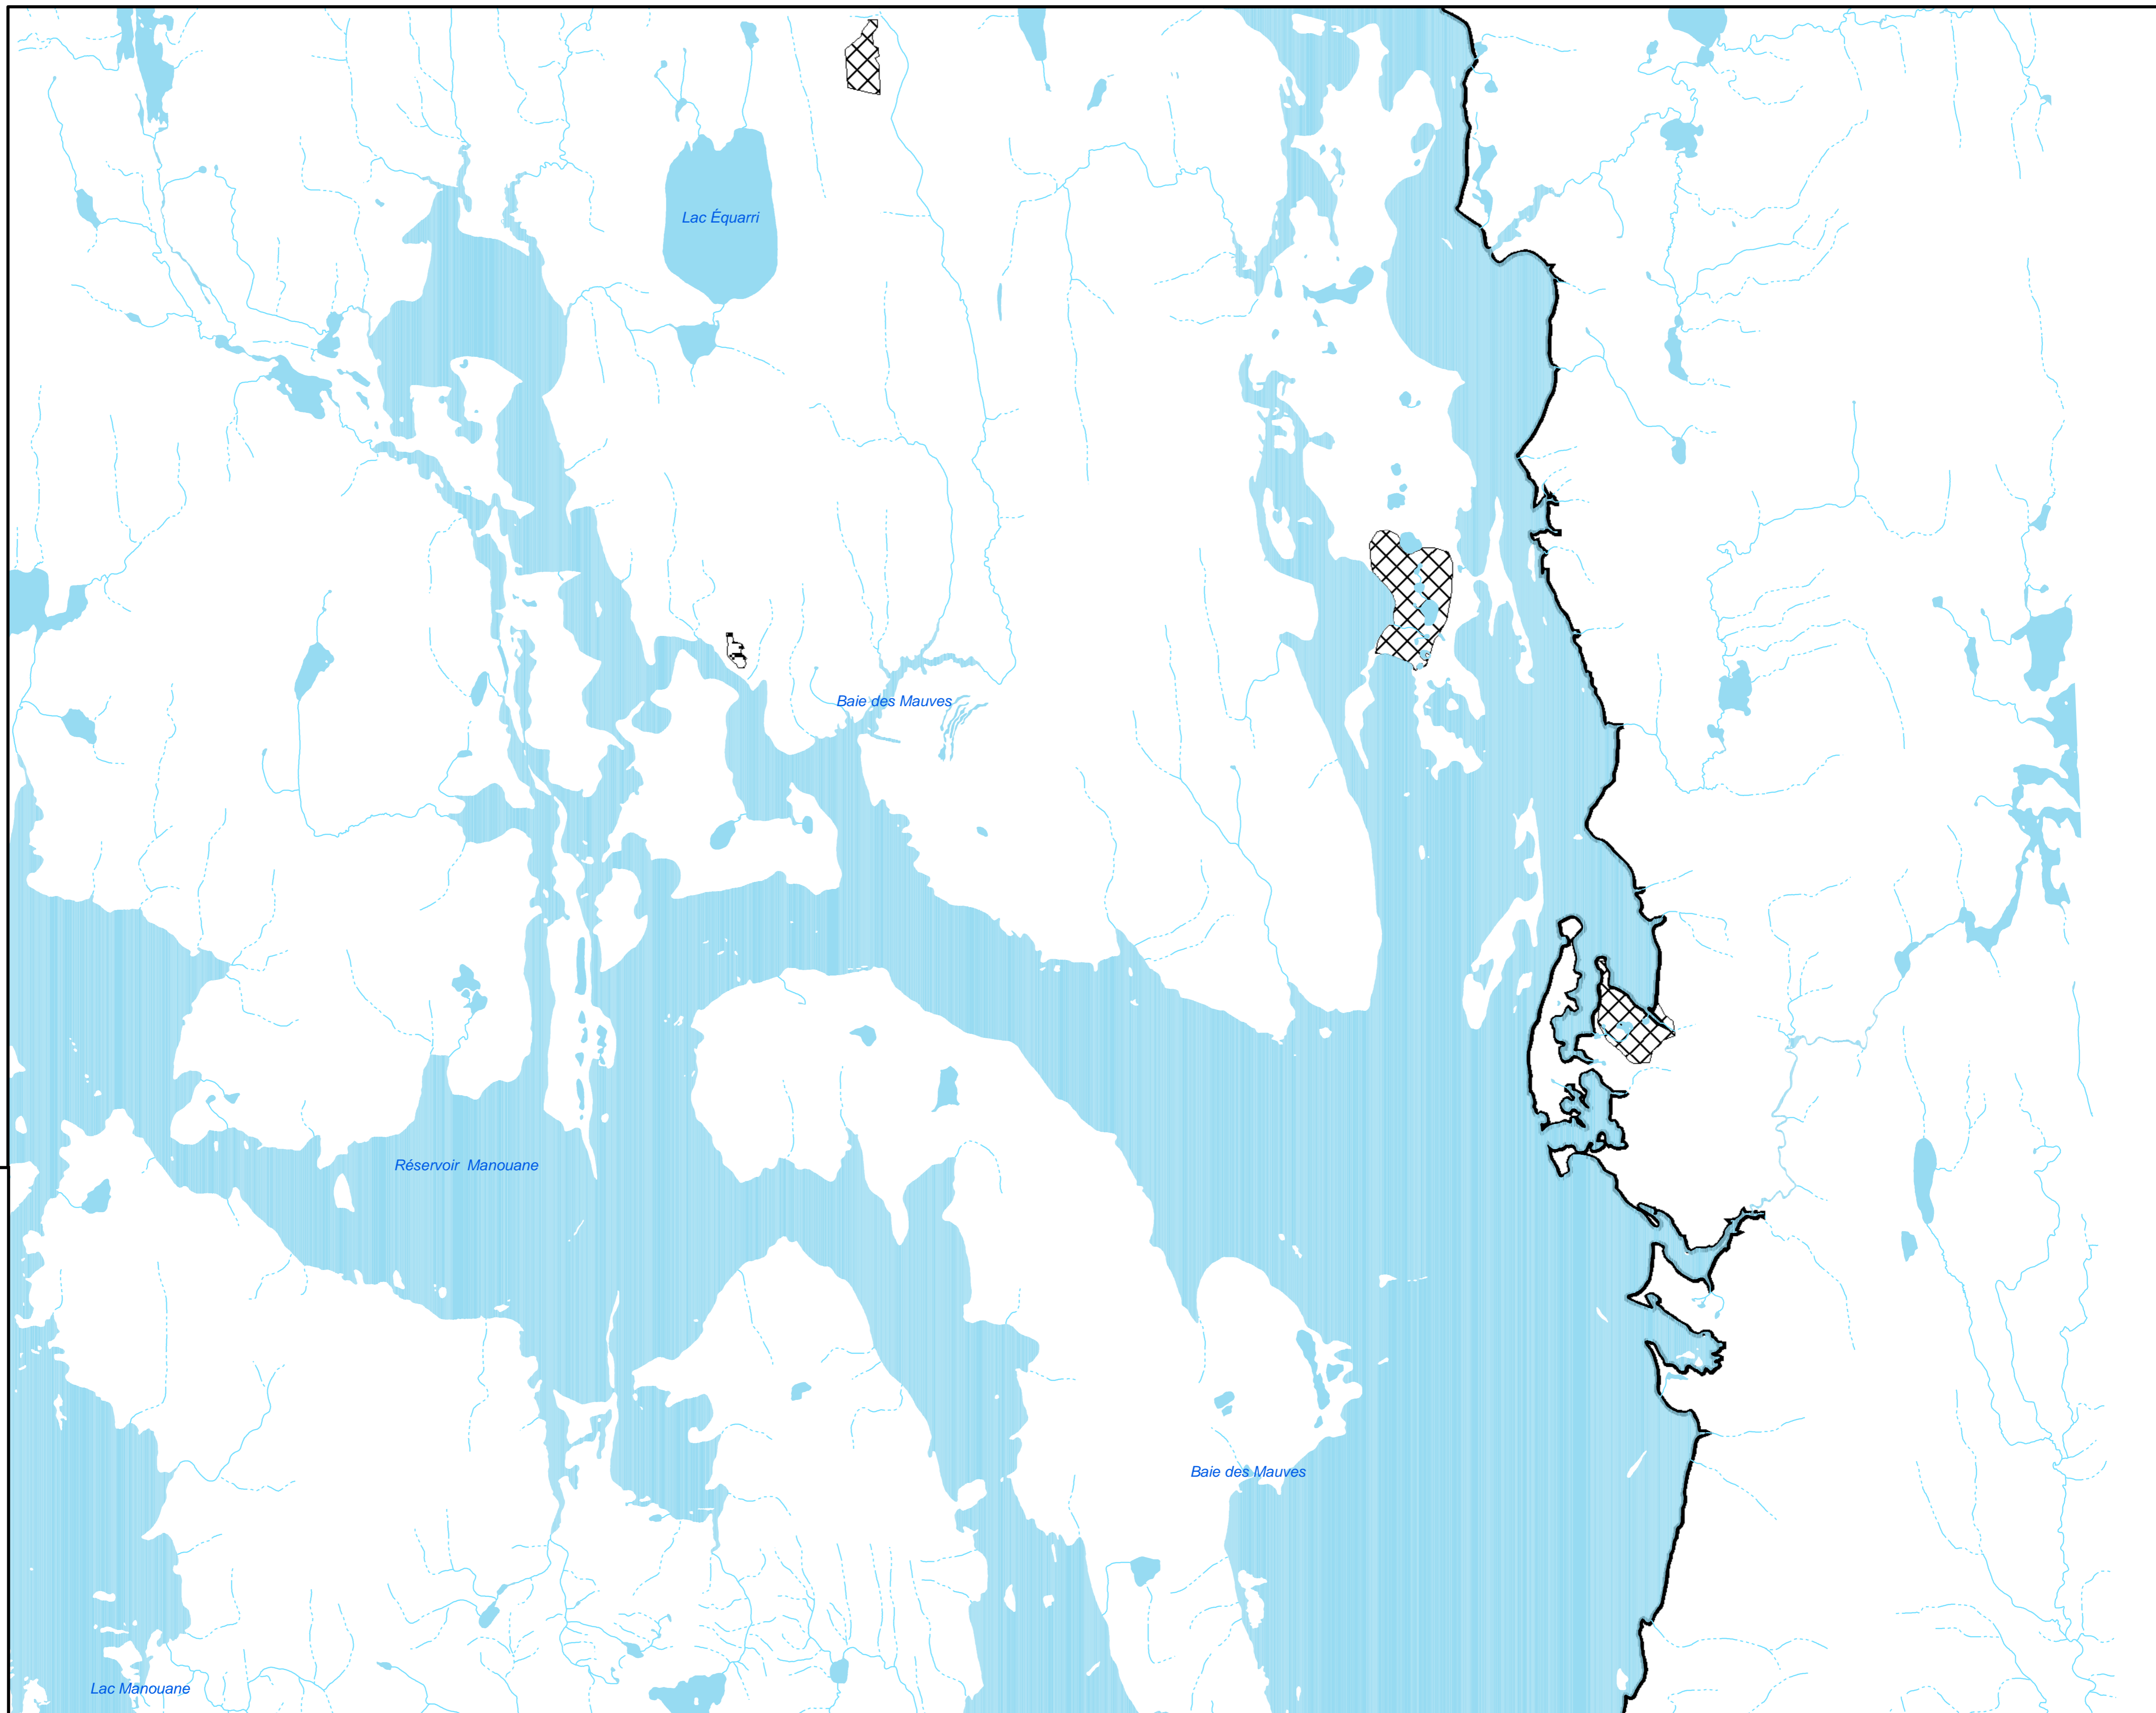 Lac Équarri
Baie des Mauves
Réservoir  Manouane
Baie des Mauves
Lac Manouane